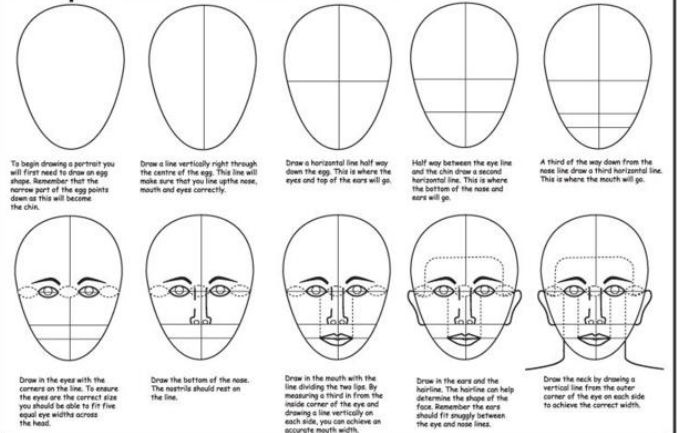 To begin drawing a portrait you
will first need to draw an egg
shape. Remember that the
narrow part of the egg points
down as this will become
the chin.
Draw a line vertically right through
the centre of the egg. This line will
make sure that you line upthe nose,
mouth and eyes correctly.
Draw a horizontal line half way
down the egg. This is where the
eyes and top of the ears will go.
Half way between the eye line
and the chin draw a second
horizontal line. This is where
the bottom of the nose and
ears will go.
A third of the way down from the
nose line draw a third horizontal line.
This is where the mouth will go.
Draw in the eyes with the
corners on the line. To ensure
the eyes are the correct size
you should be able to fit five
equal eye widths across
the head.
Draw the bottom of the nose.
The nostrils should rest on
the line.
Draw in the mouth with the
line dividing the two lips. By
measuring a third in from the
inside corner of the eye and
drawing a line vertically on
each side, you can achieve an
accurate mouth width.
Draw in the ears and the
hairline. The hairline can help
determine the shape of the
face. Remember the ears
should fit snuggly between
the eye and nose lines.
Draw the neck by drawing a
vertical line from the outer
corner of the eye on each side
to achieve the correct width.